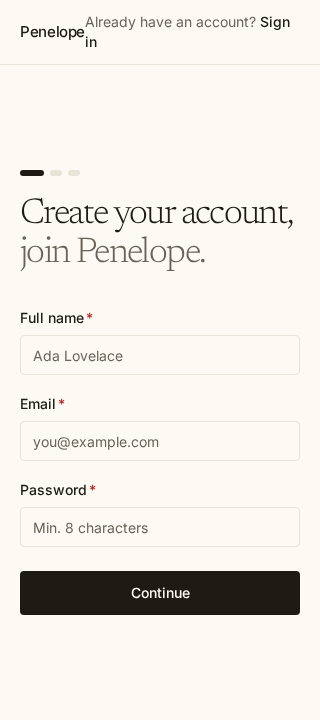 Penelope
Already have an account? Sign
in
Create your account,
join Penelope.
Full name *
Ada Lovelace
Email *
you@example.com
Password *
Min. 8 characters
Continue